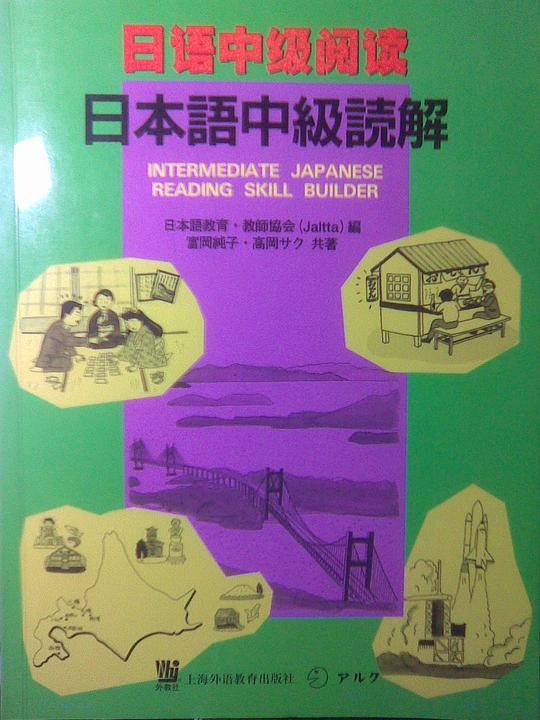 日语中级阅读
日本語中級読解
INTERMEDIATE JAPANESE
READING SKILL BUILDER
日本語教育・教師協会(Jaltta)編
富岡純子・高岡サク 共著
外教社 上海外语教育出版社 アルク